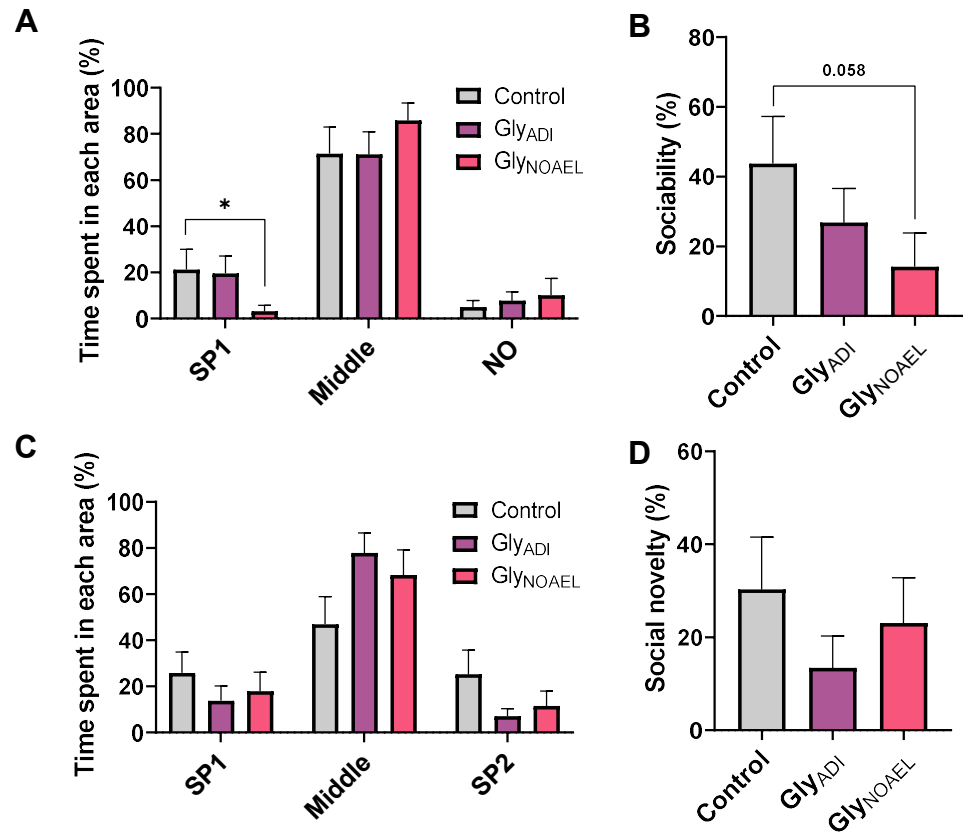 A
Time spent in each area (%)
100
80
60
40
20
0
*
Control
GlyADI
GlyNOAEL
SP1
Middle
NO
B
Sociability (%)
80
60
40
20
0
0.058
Control
GlyADI
GlyNOAEL
C
Time spent in each area (%)
100
80
60
40
20
0
Control
GlyADI
GlyNOAEL
SP1
Middle
SP2
D
Social novelty (%)
60
40
20
0
Control
GlyADI
GlyNOAEL